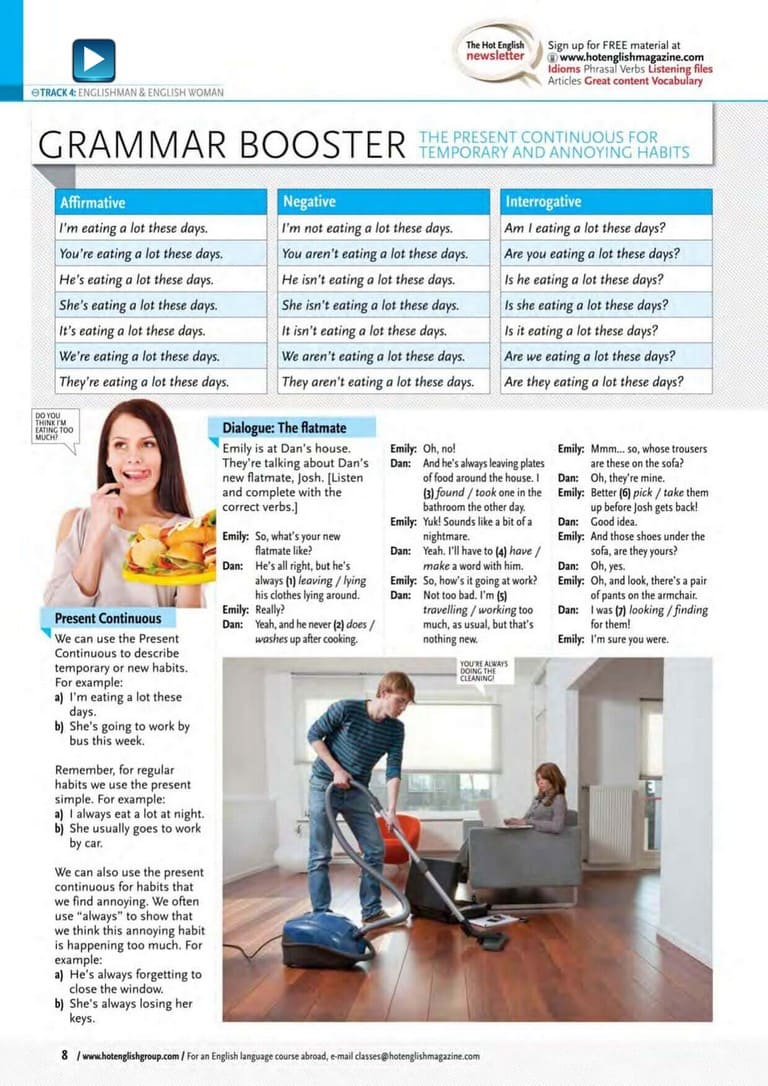 The Hot English
newsletter
Sign up for FREE material at
www.hotenglishmagazine.com
Idioms Phrasal Verbs Listening files
Articles Great content Vocabulary
TRACK 4: ENGLISHMAN & ENGLISH WOMAN
GRAMMAR BOOSTER
THE PRESENT CONTINUOUS FOR
TEMPORARY AND ANNOYING HABITS
Affirmative
I'm eating a lot these days.
You're eating a lot these days.
He's eating a lot these days.
She's eating a lot these days.
It's eating a lot these days.
We're eating a lot these days.
They're eating a lot these days.
Negative
I'm not eating a lot these days.
You aren't eating a lot these days.
He isn't eating a lot these days.
She isn't eating a lot these days.
It isn't eating a lot these days.
We aren't eating a lot these days.
They aren't eating a lot these days.
Interrogative
Am I eating a lot these days?
Are you eating a lot these days?
Is he eating a lot these days?
Is she eating a lot these days?
Is it eating a lot these days?
Are we eating a lot these days?
Are they eating a lot these days?
DO YOU
THINK I'M
EATING TOO
MUCH?
Present Continuous
We can use the Present
Continuous to describe
temporary or new habits.
For example:
a) I'm eating a lot these
days.
b) She's going to work by
bus this week.
Remember, for regular
habits we use the present
simple. For example:
a) I always eat a lot at night.
b) She usually goes to work
by car.
We can also use the present
continuous for habits that
we find annoying. We often
use "always" to show that
we think this annoying habit
is happening too much. For
example:
a) He's always forgetting to
close the window.
b) She's always losing her
keys.
Dialogue: The flatmate
Emily is at Dan's house.
They're talking about Dan's
new flatmate, Josh. [Listen
and complete with the
correct verbs.]
Emily: So, what's your new
flatmate like?
Dan: He's all right, but he's
always (1) leaving / lying
his clothes lying around.
Emily: Really?
Dan: Yeah, and he never (2) does /
washes up after cooking.
Emily: Oh, no!
Dan: And he's always leaving plates
of food around the house. I
(3) found / took one in the
bathroom the other day.
Emily: Yuk! Sounds like a bit of a
nightmare.
Dan: Yeah. I'll have to (4) have /
make a word with him.
Emily: So, how's it going at work?
Dan: Not too bad. I'm (5)
travelling / working too
much, as usual, but that's
nothing new.
Emily: Mmm... so, whose trousers
are these on the sofa?
Dan: Oh, they're mine.
Emily: Better (6) pick / take them
up before Josh gets back!
Dan: Good idea.
Emily: And those shoes under the
sofa, are they yours?
Dan: Oh, yes.
Emily: Oh, and look, there's a pair
of pants on the armchair.
Dan: I was (7) looking / finding
for them!
Emily: I'm sure you were.
YOU'RE ALWAYS
DOING THE
CLEANING!
8 / www.hotenglishgroup.com / For an English language course abroad, e-mail classes@hotenglishmagazine.com